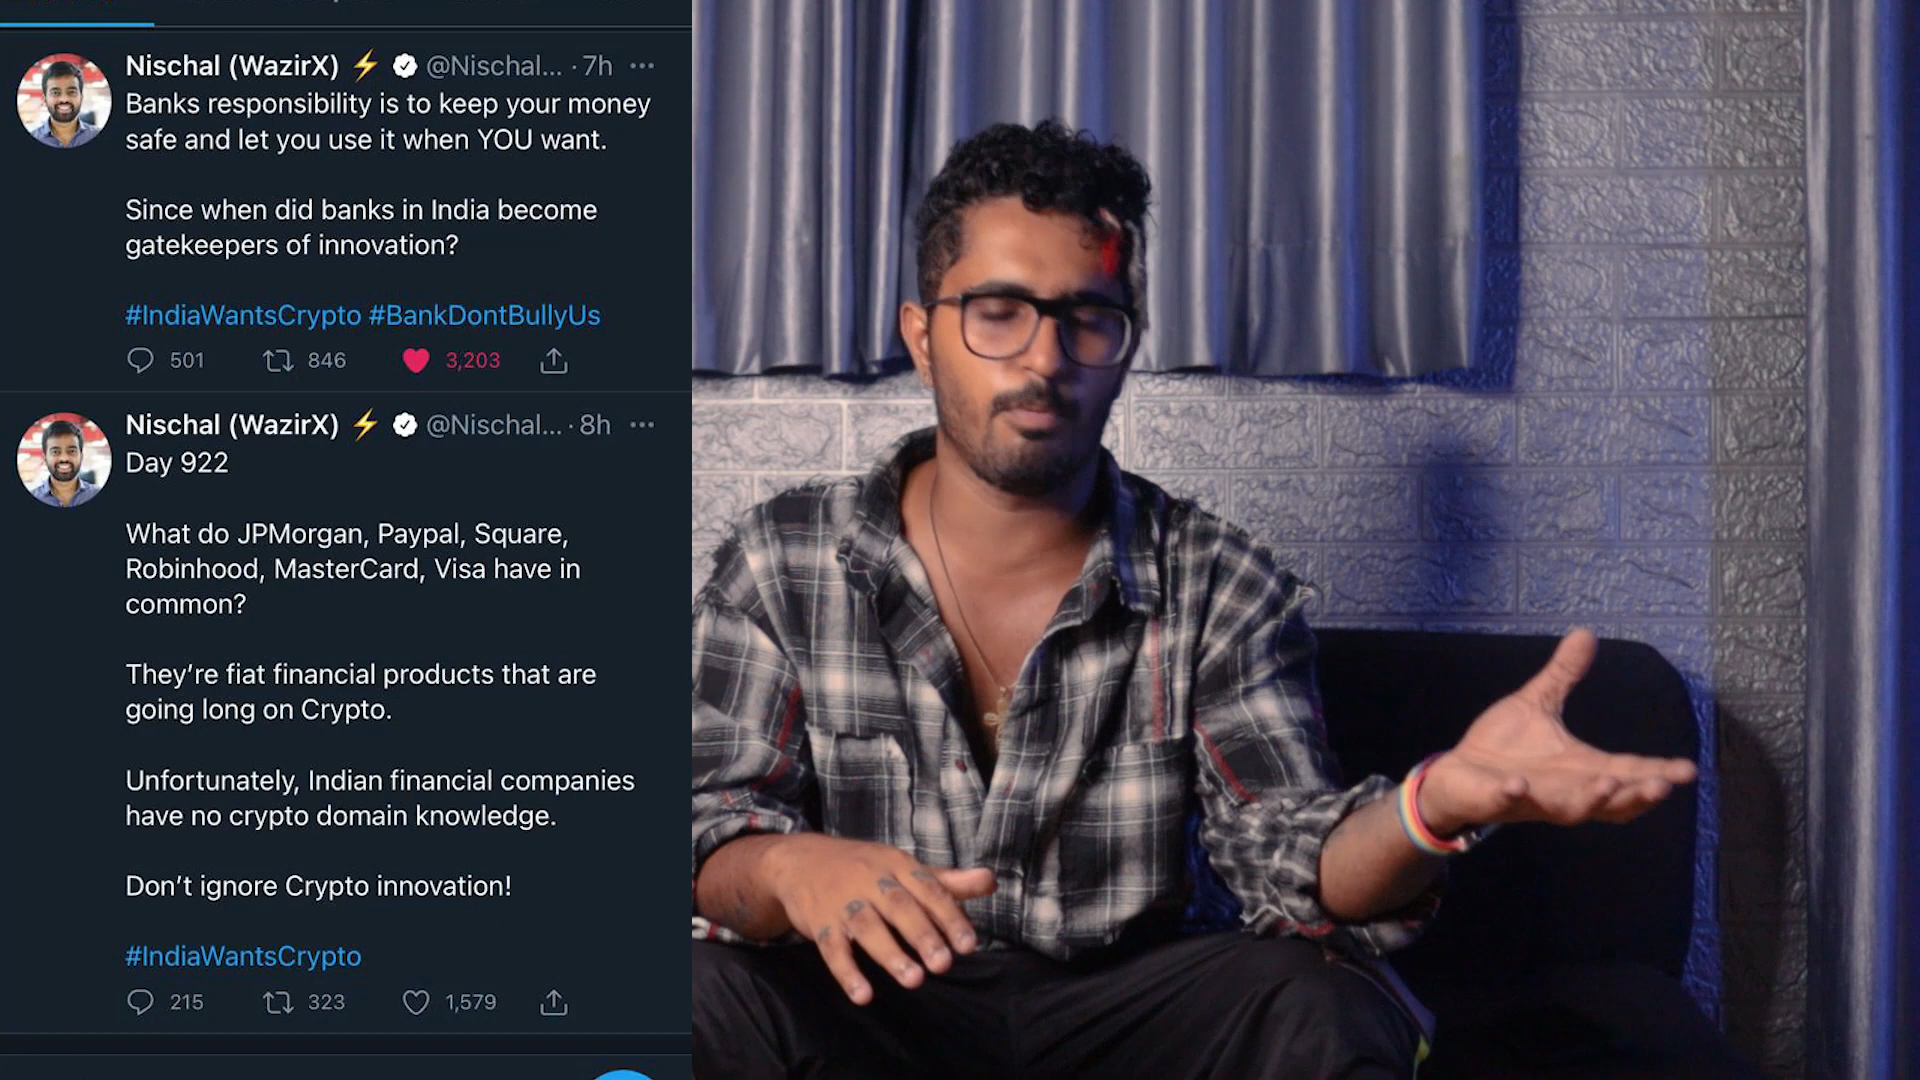 Nischal (WazirX) ⚡ @Nischal... · 7h
Banks responsibility is to keep your money
safe and let you use it when YOU want.
Since when did banks in India become
gatekeepers of innovation?
#IndiaWantsCrypto #BankDontBullyUs
501 846 3,203
Nischal (WazirX) ⚡ @Nischal... · 8h
Day 922
What do JPMorgan, Paypal, Square,
Robinhood, MasterCard, Visa have in
common?
They're fiat financial products that are
going long on Crypto.
Unfortunately, Indian financial companies
have no crypto domain knowledge.
Don't ignore Crypto innovation!
#IndiaWantsCrypto
215 323 1,579